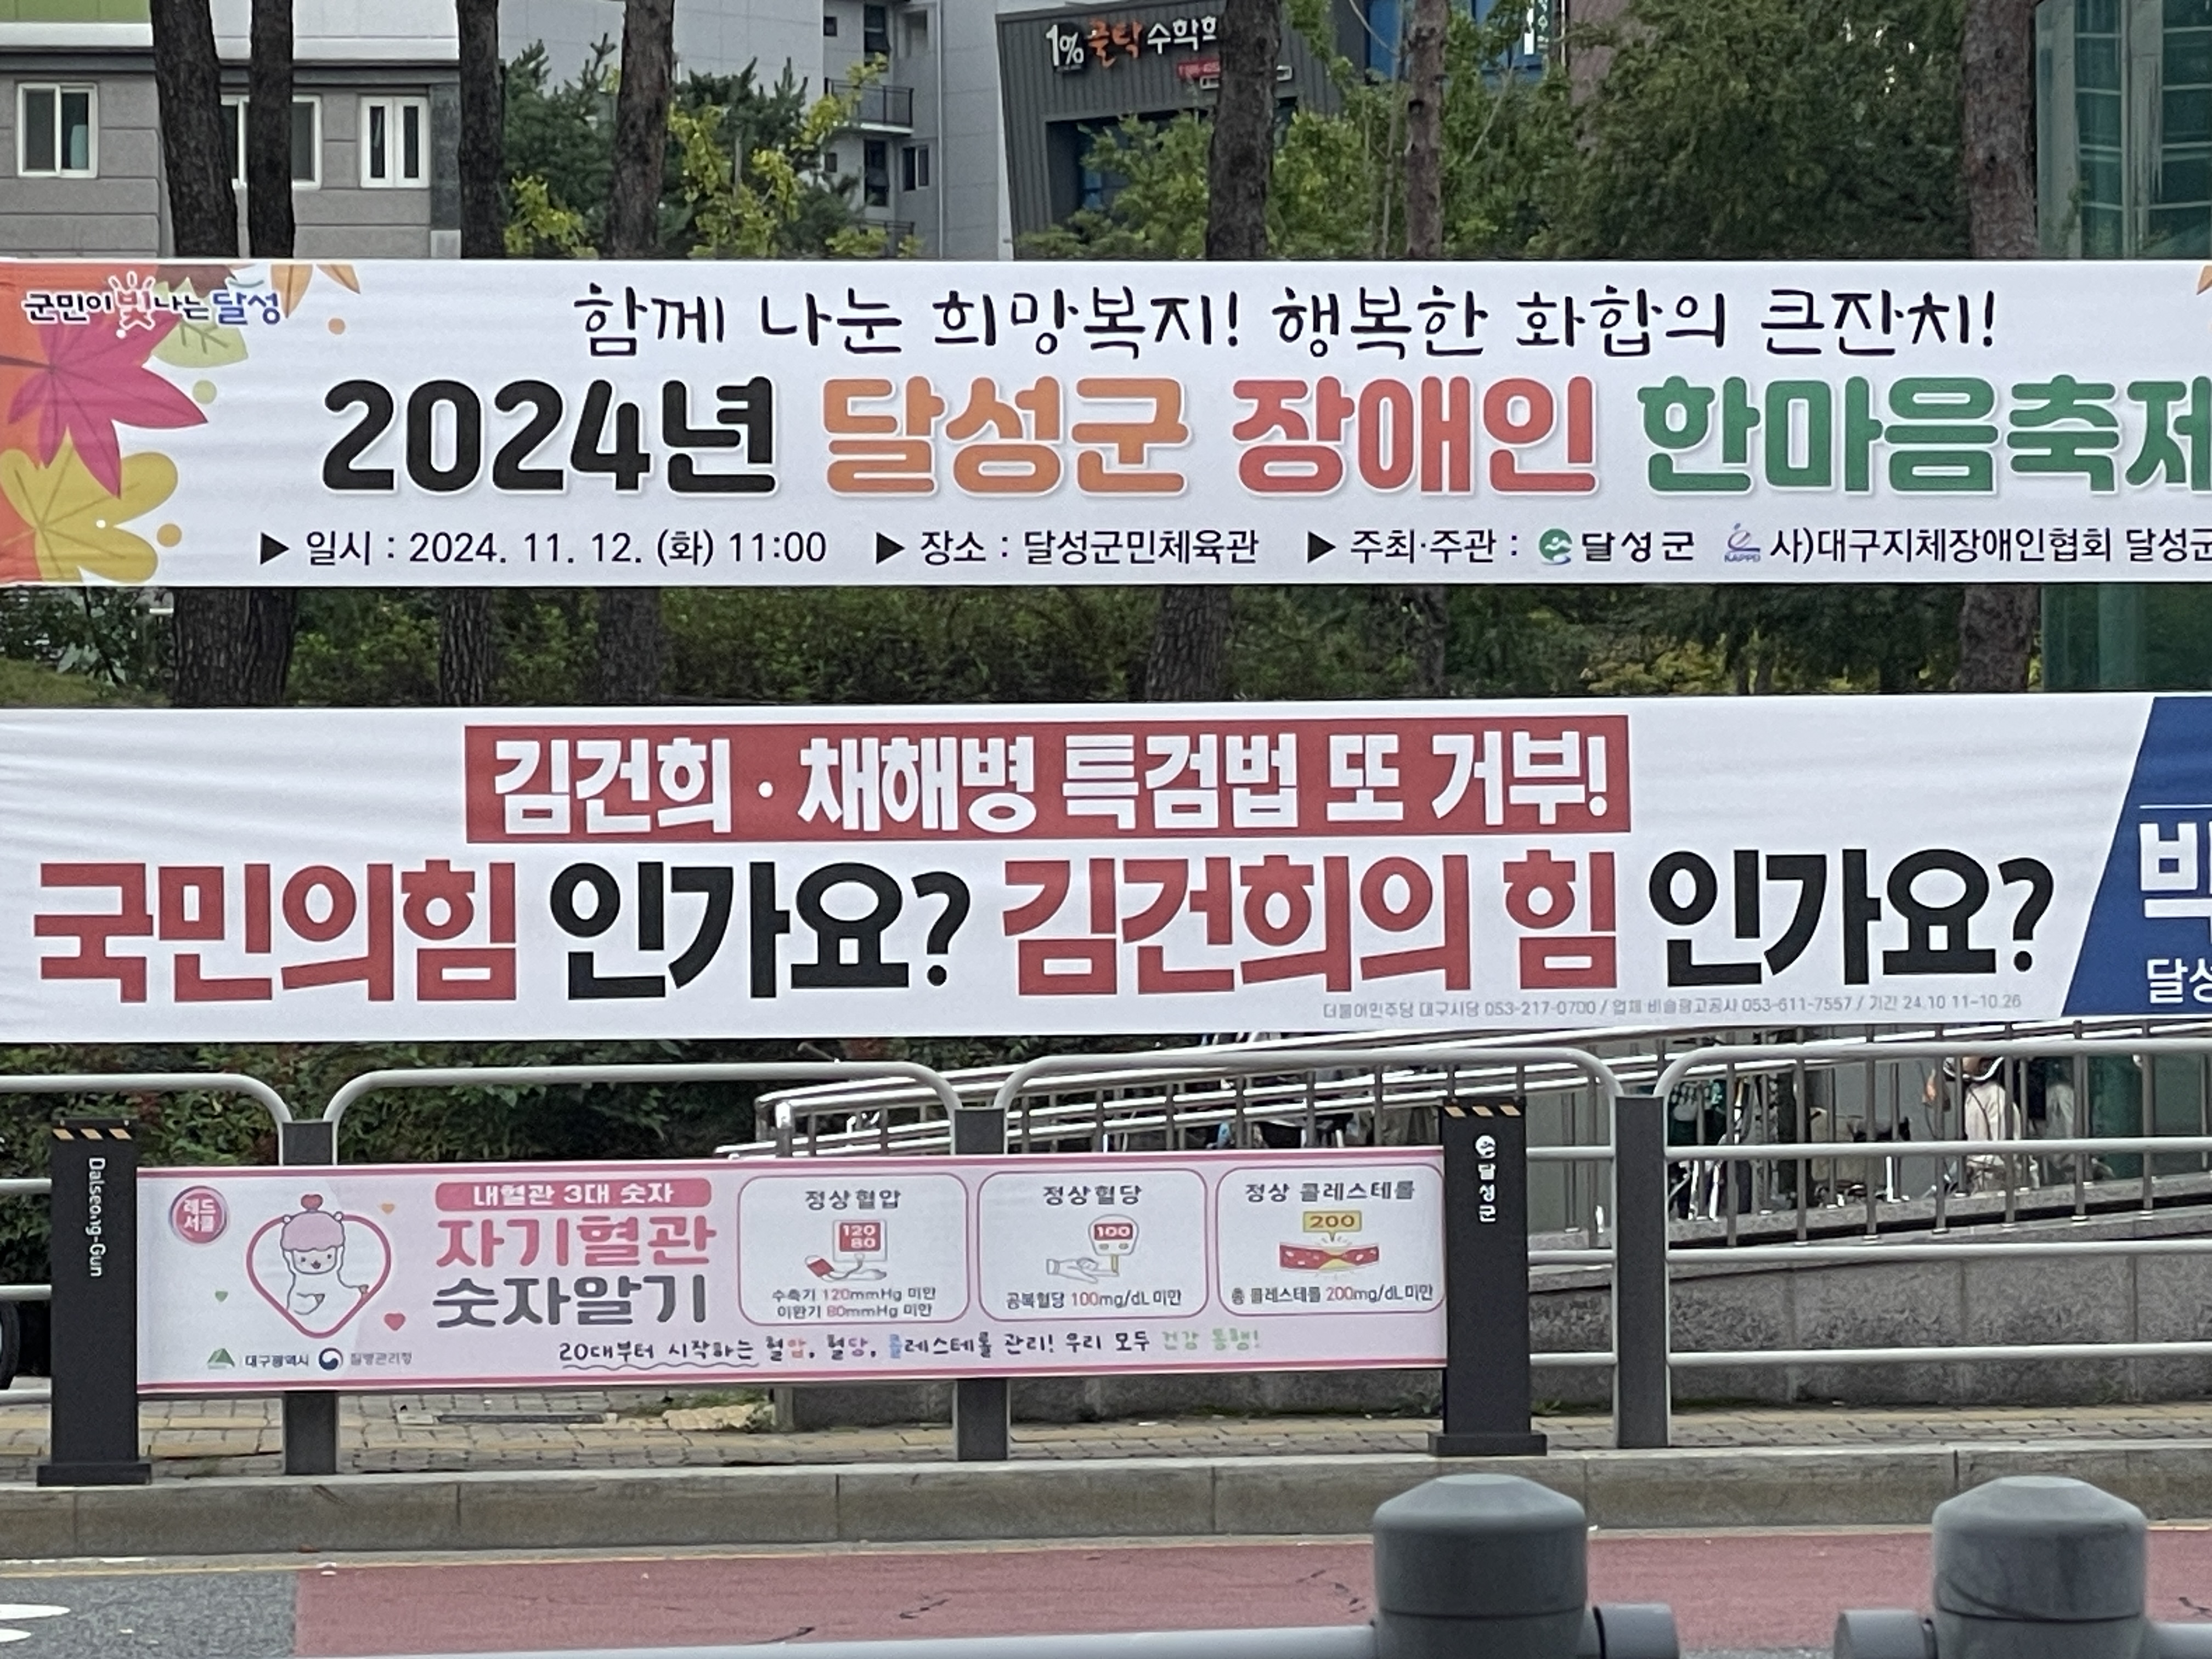 1% 굴탁 수학학
군민이 빛나는 달성
함께 나눈 희망복지! 행복한 화합의 큰잔치!
2024년 달성군 장애인 한마음축제
▶ 일시 : 2024. 11. 12. (화) 11:00 ▶ 장소 : 달성군민체육관 ▶ 주최·주관 : 달성군 사)대구지체장애인협회 달성군
김건희 · 채해병 특검법 또 거부!
국민의힘 인가요? 김건희의 힘 인가요?
더불어민주당 대구시당 053-217-0700 / 업체 비슬광고공사 053-611-7557 / 기간 24.10 11-10.26
박
달성
Dalseong-Gun
레드
서클
내혈관 3대 숫자
자기혈관
숫자알기
정상혈압
120
80
수축기 120mmHg 미만
이완기 80mmHg 미만
정상혈당
100
공복혈당 100mg/dL 미만
정상 콜레스테롤
200
총 콜레스테롤 200mg/dL 미만
20대부터 시작하는 혈압, 혈당, 콜레스테롤 관리! 우리 모두 건강 동행!
대구광역시 질병관리청
달성군